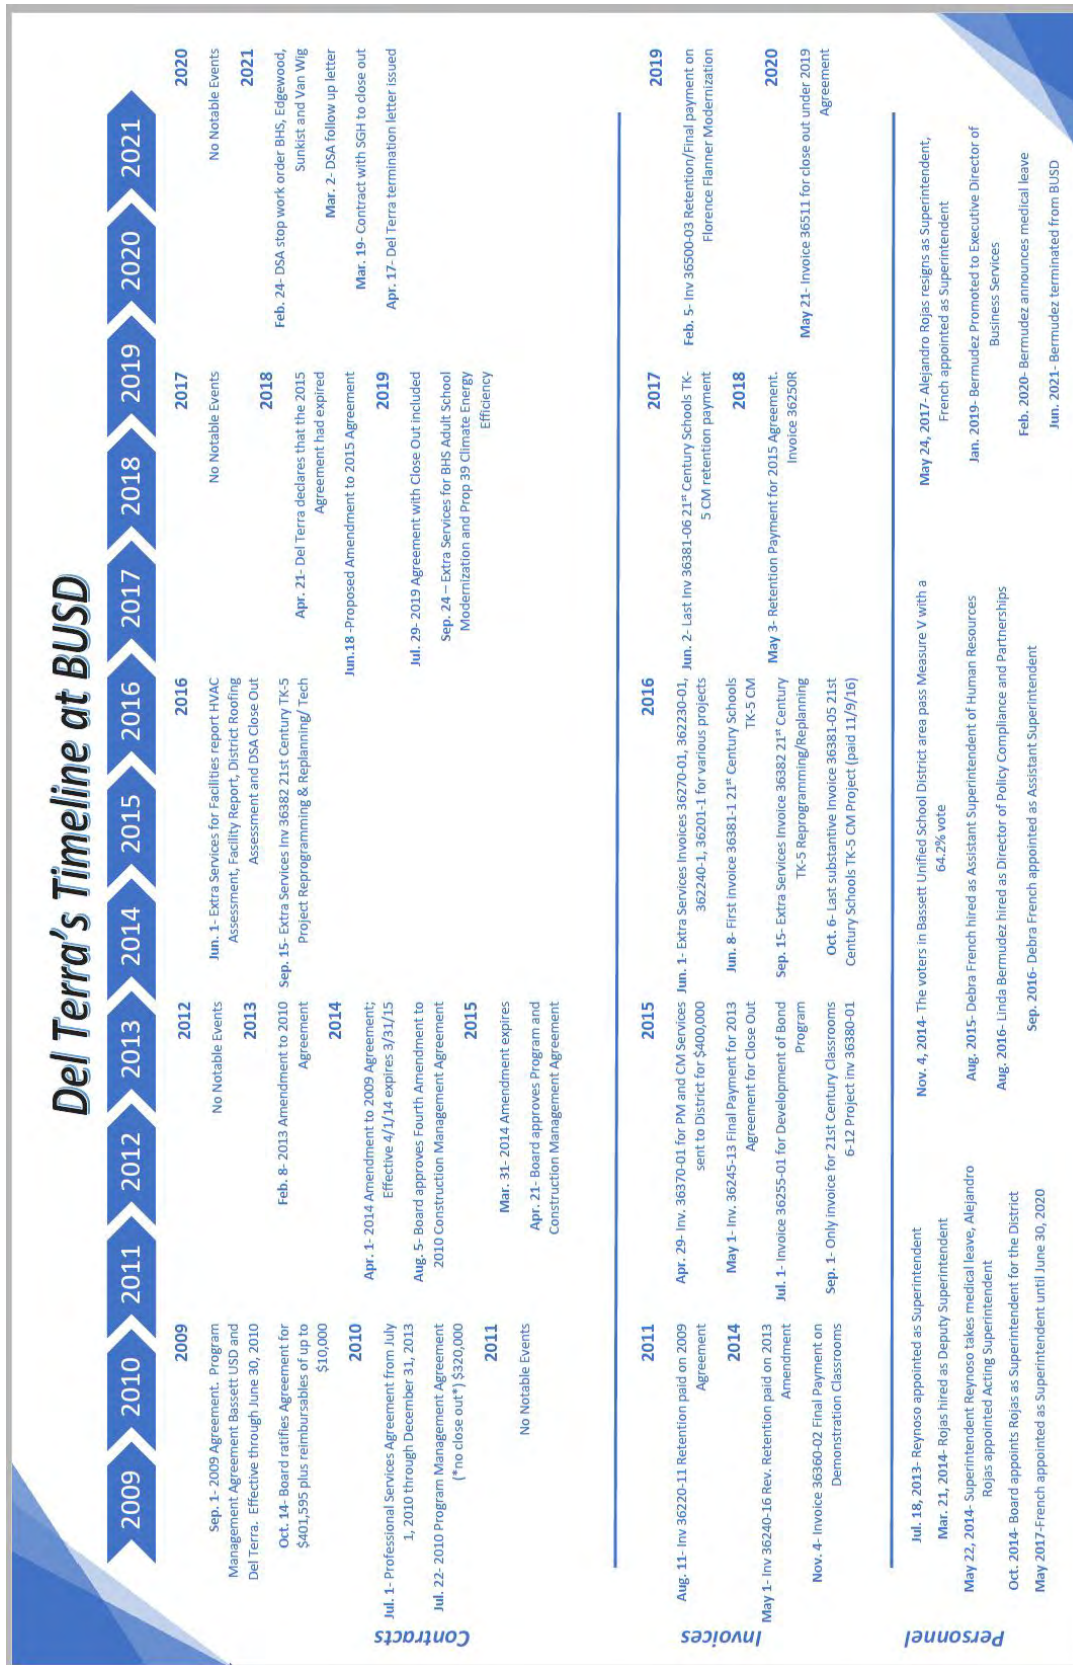 Del Terra's Timeline at BUSD
2009 2010 2011 2012 2013 2014 2015 2016 2017 2018 2019 2020 2021
Contracts
2009
Sep. 1- 2009 Agreement. Program
Management Agreement Bassett USD and
Del Terra. Effective through June 30, 2010
Oct. 14- Board ratifies Agreement for
$401,595 plus reimbursables of up to
$10,000
2010
Jul. 1- Professional Services Agreement from July
1, 2010 through December 31, 2013
Jul. 22- 2010 Program Management Agreement
(*no close out*) $320,000
2011
No Notable Events
2012
No Notable Events
2013
Feb. 8- 2013 Amendment to 2010
Agreement
2014
Apr. 1- 2014 Amendment to 2009 Agreement;
Effective 4/1/14 expires 3/31/15
Aug. 5- Board approves Fourth Amendment to
2010 Construction Management Agreement
2015
Mar. 31- 2014 Amendment expires
Apr. 21- Board approves Program and
Construction Management Agreement
2016
Jun. 1- Extra Services for Facilities report HVAC
Assessment, Facility Report, District Roofing
Assessment and DSA Close Out
Sep. 15- Extra Services Inv 36382 21st Century TK-5
Project Reprogramming & Replanning/ Tech
2017
No Notable Events
2018
Apr. 21- Del Terra declares that the 2015
Agreement had expired
Jun.18 -Proposed Amendment to 2015 Agreement
2019
Jul. 29- 2019 Agreement with Close Out included
Sep. 24 – Extra Services for BHS Adult School
Modernization and Prop 39 Climate Energy
Efficiency
2020
No Notable Events
2021
Feb. 24- DSA stop work order BHS, Edgewood,
Sunkist and Van Wig
Mar. 2- DSA follow up letter
Mar. 19- Contract with SGH to close out
Apr. 17- Del Terra termination letter issued
Invoices
2011
Aug. 11- Inv 36220-11 Retention paid on 2009
Agreement
2014
May 1- Inv 36240-16 Rev. Retention paid on 2013
Amendment
Nov. 4- Invoice 36360-02 Final Payment on
Demonstration Classrooms
2015
Apr. 29- Inv. 36370-01 for PM and CM Services
sent to District for $400,000
May 1- Inv. 36245-13 Final Payment for 2013
Agreement for Close Out
Jul. 1- Invoice 36255-01 for Development of Bond
Program
Sep. 1- Only invoice for 21st Century Classrooms
6-12 Project inv 36380-01
2016
Jun. 1- Extra Services Invoices 36270-01, 362230-01,
362240-1, 36201-1 for various projects
Jun. 8- First invoice 36381-1 21st Century Schools
TK-5 CM
Sep. 15- Extra Services Invoice 36382 21st Century
TK-5 Reprogramming/Replanning
Oct. 6- Last substantive Invoice 36381-05 21st
Century Schools TK-5 CM Project (paid 11/9/16)
2017
Jun. 2- Last Inv 36381-06 21st Century Schools TK-
5 CM retention payment
2018
May 3- Retention Payment for 2015 Agreement.
Invoice 36250R
2019
Feb. 5- Inv 36500-03 Retention/Final payment on
Florence Flanner Modernization
2020
May 21- Invoice 36511 for close out under 2019
Agreement
Personnel
Jul. 18, 2013- Reynoso appointed as Superintendent
Mar. 21, 2014- Rojas hired as Deputy Superintendent
May 22, 2014- Superintendent Reynoso takes medical leave, Alejandro
Rojas appointed Acting Superintendent
Oct. 2014- Board appoints Rojas as Superintendent for the District
May 2017-French appointed as Superintendent until June 30, 2020
Nov. 4, 2014- The voters in Bassett Unified School District area pass Measure V with a
64.2% vote
Aug. 2015- Debra French hired as Assistant Superintendent of Human Resources
Aug. 2016- Linda Bermudez hired as Director of Policy Compliance and Partnerships
Sep. 2016- Debra French appointed as Assistant Superintendent
May 24, 2017- Alejandro Rojas resigns as Superintendent,
French appointed as Superintendent
Jan. 2019- Bermudez Promoted to Executive Director of
Business Services
Feb. 2020- Bermudez announces medical leave
Jun. 2021- Bermudez terminated from BUSD